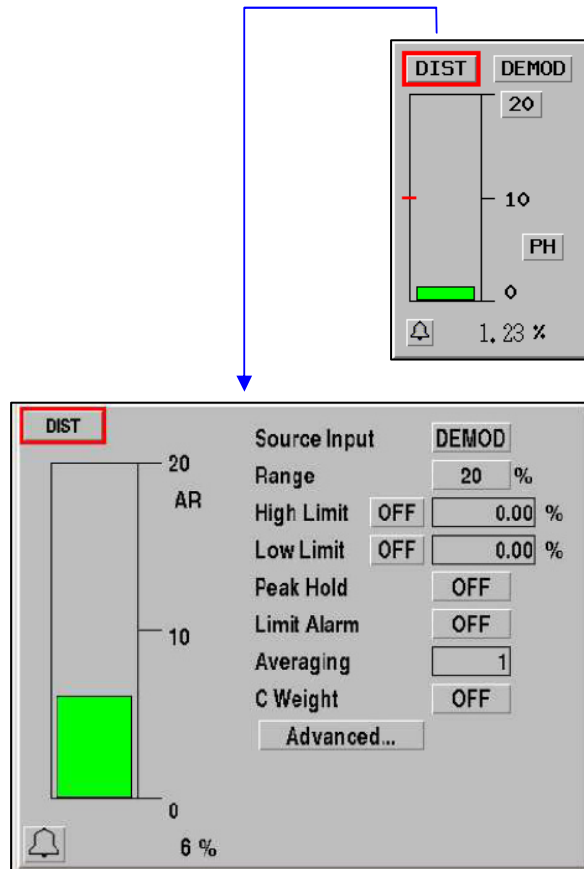 DIST DEMOD
20
10
PH
0
1.23 %
DIST
20
AR
10
0
6 %
Source Input DEMOD
Range 20 %
High Limit OFF 0.00 %
Low Limit OFF 0.00 %
Peak Hold OFF
Limit Alarm OFF
Averaging 1
C Weight OFF
Advanced...